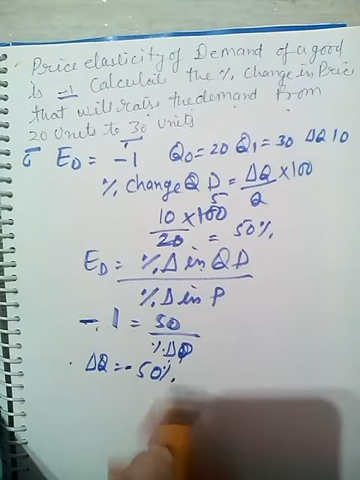 Price elasticity of Demand of a good
is -1 Calculate the % change in Price
that will raise the demand from
20 Units to 30 units
ED = -1 Q0 = 20 Q1 = 30 ΔQ 10
% change QD = ΔQ/Q × 100
10 × 100 / 20 = 50%
5
ED = % Δ in QD / % Δ in P
- 1 = 50 / % ΔP
ΔQ = - 50%